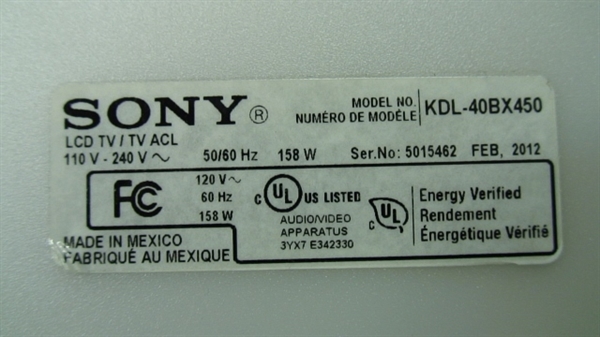 SONY®
MODEL NO.
NUMÉRO DE MODÈLE
KDL-40BX450
LCD TV / TV ACL
110 V - 240 V ~ 50/60 Hz 158 W Ser.No: 5015462 FEB, 2012
FC
120 V ~
60 Hz
158 W
C UL US LISTED
AUDIO/VIDEO
APPARATUS
3YX7 E342330
C UL
Energy Verified
Rendement
Énergétique Vérifié
MADE IN MEXICO
FABRIQUÉ AU MEXIQUE